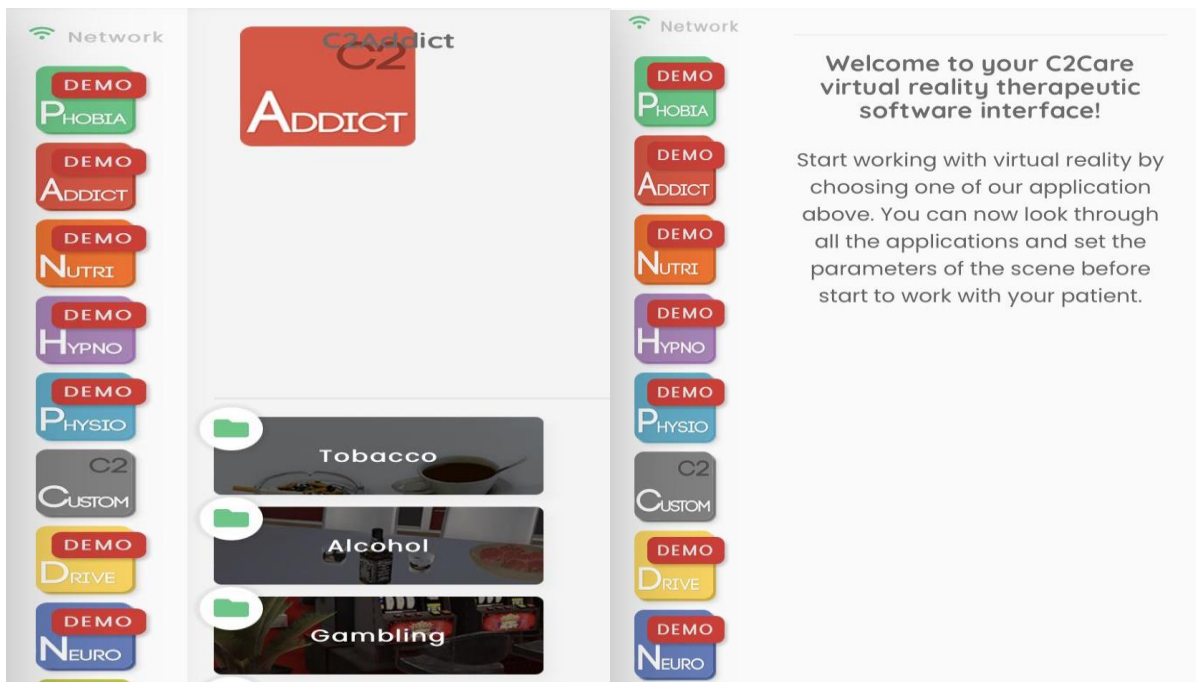 Network
DEMO
PHOBIA
DEMO
ADDICT
DEMO
NUTRI
DEMO
HYPNO
DEMO
PHYSIO
C2
CUSTOM
DEMO
DRIVE
DEMO
NEURO
C2Addict
C2
ADDICT
Tobacco
Alcohol
Gambling
Network
DEMO
PHOBIA
DEMO
ADDICT
DEMO
NUTRI
DEMO
HYPNO
DEMO
PHYSIO
C2
CUSTOM
DEMO
DRIVE
DEMO
NEURO
Welcome to your C2Care
virtual reality therapeutic
software interface!
Start working with virtual reality by
choosing one of our application
above. You can now look through
all the applications and set the
parameters of the scene before
start to work with your patient.